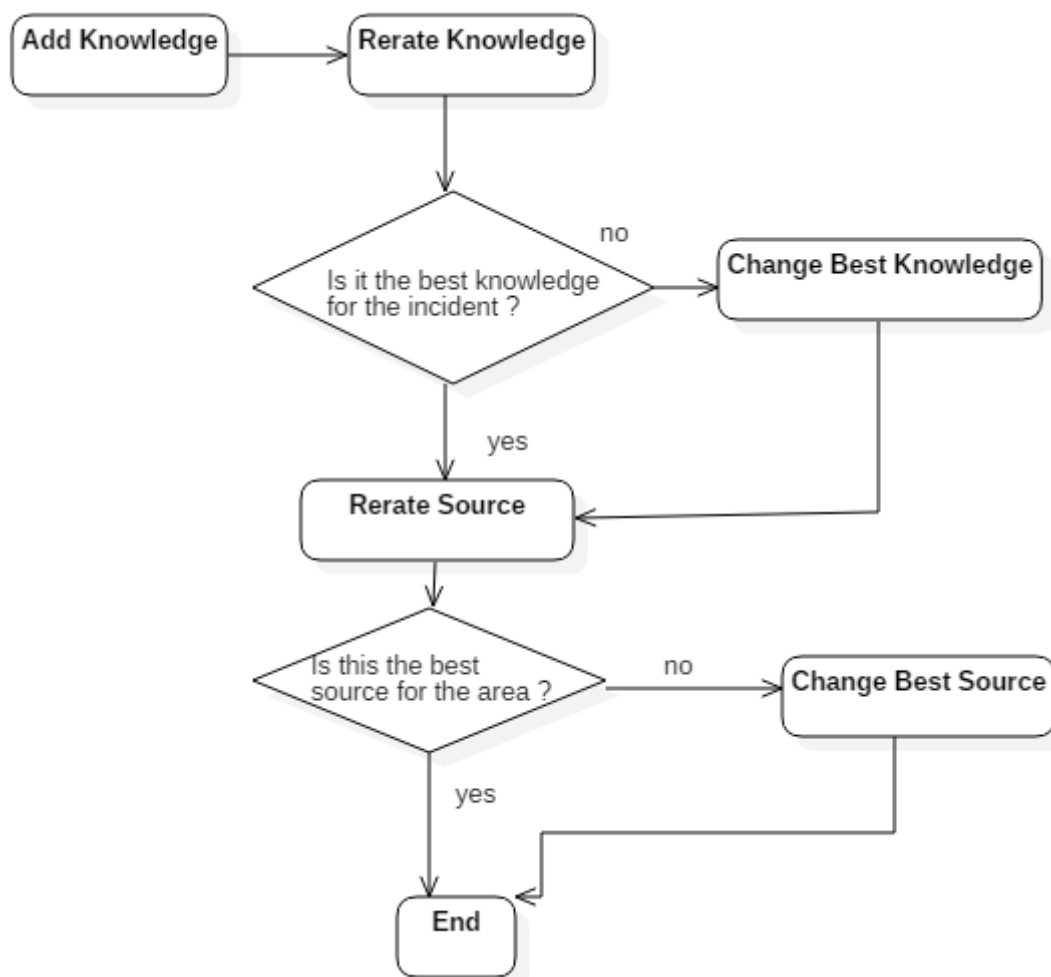 Add Knowledge
Rerate Knowledge
no
Change Best Knowledge
Is it the best knowledge
for the incident ?
yes
Rerate Source
Is this the best
source for the area ?
no
Change Best Source
yes
End